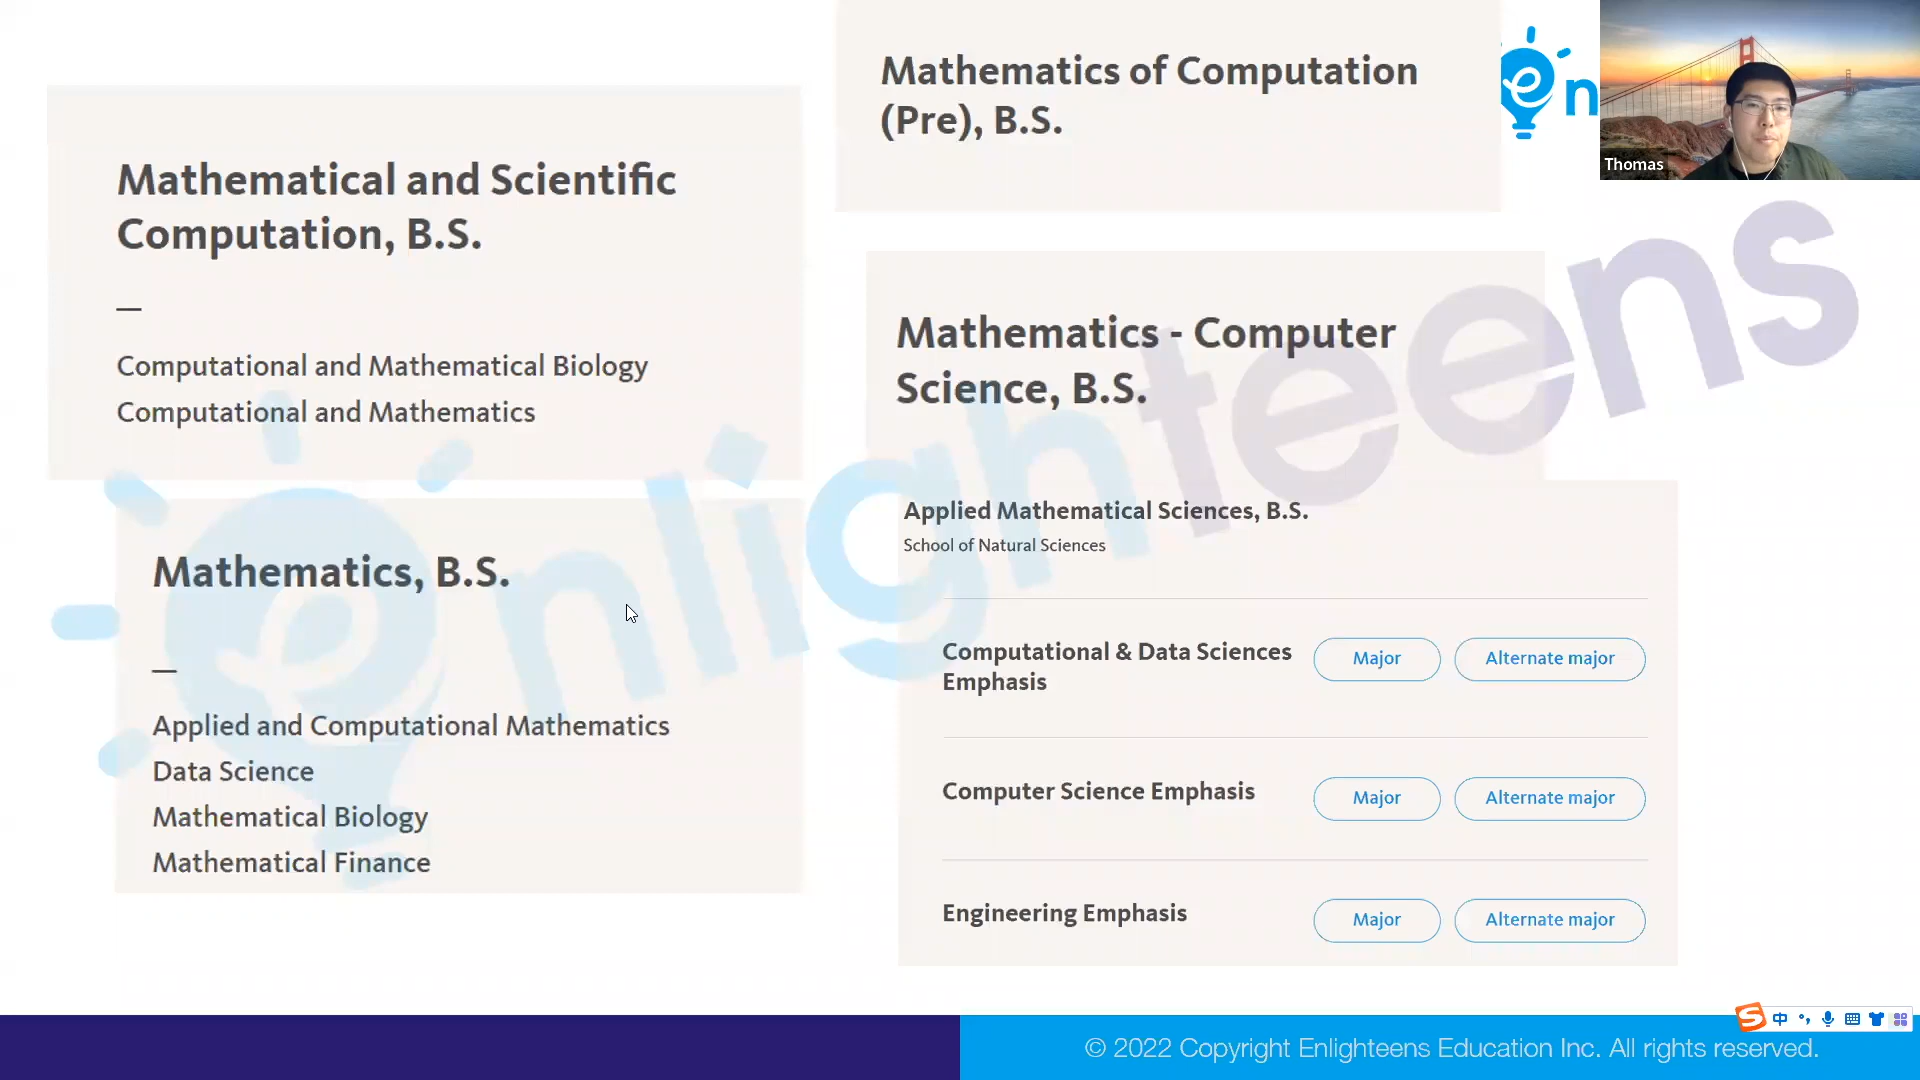 Mathematical and Scientific
Computation, B.S.
—
Computational and Mathematical Biology
Computational and Mathematics
Mathematics, B.S.
—
Applied and Computational Mathematics
Data Science
Mathematical Biology
Mathematical Finance
Mathematics of Computation
(Pre), B.S.
Mathematics - Computer
Science, B.S.
Applied Mathematical Sciences, B.S.
School of Natural Sciences
Computational & Data Sciences
Emphasis
Major
Alternate major
Computer Science Emphasis
Major
Alternate major
Engineering Emphasis
Major
Alternate major
en
Thomas
enlighteens
S 中
© 2022 Copyright Enlighteens Education Inc. All rights reserved.